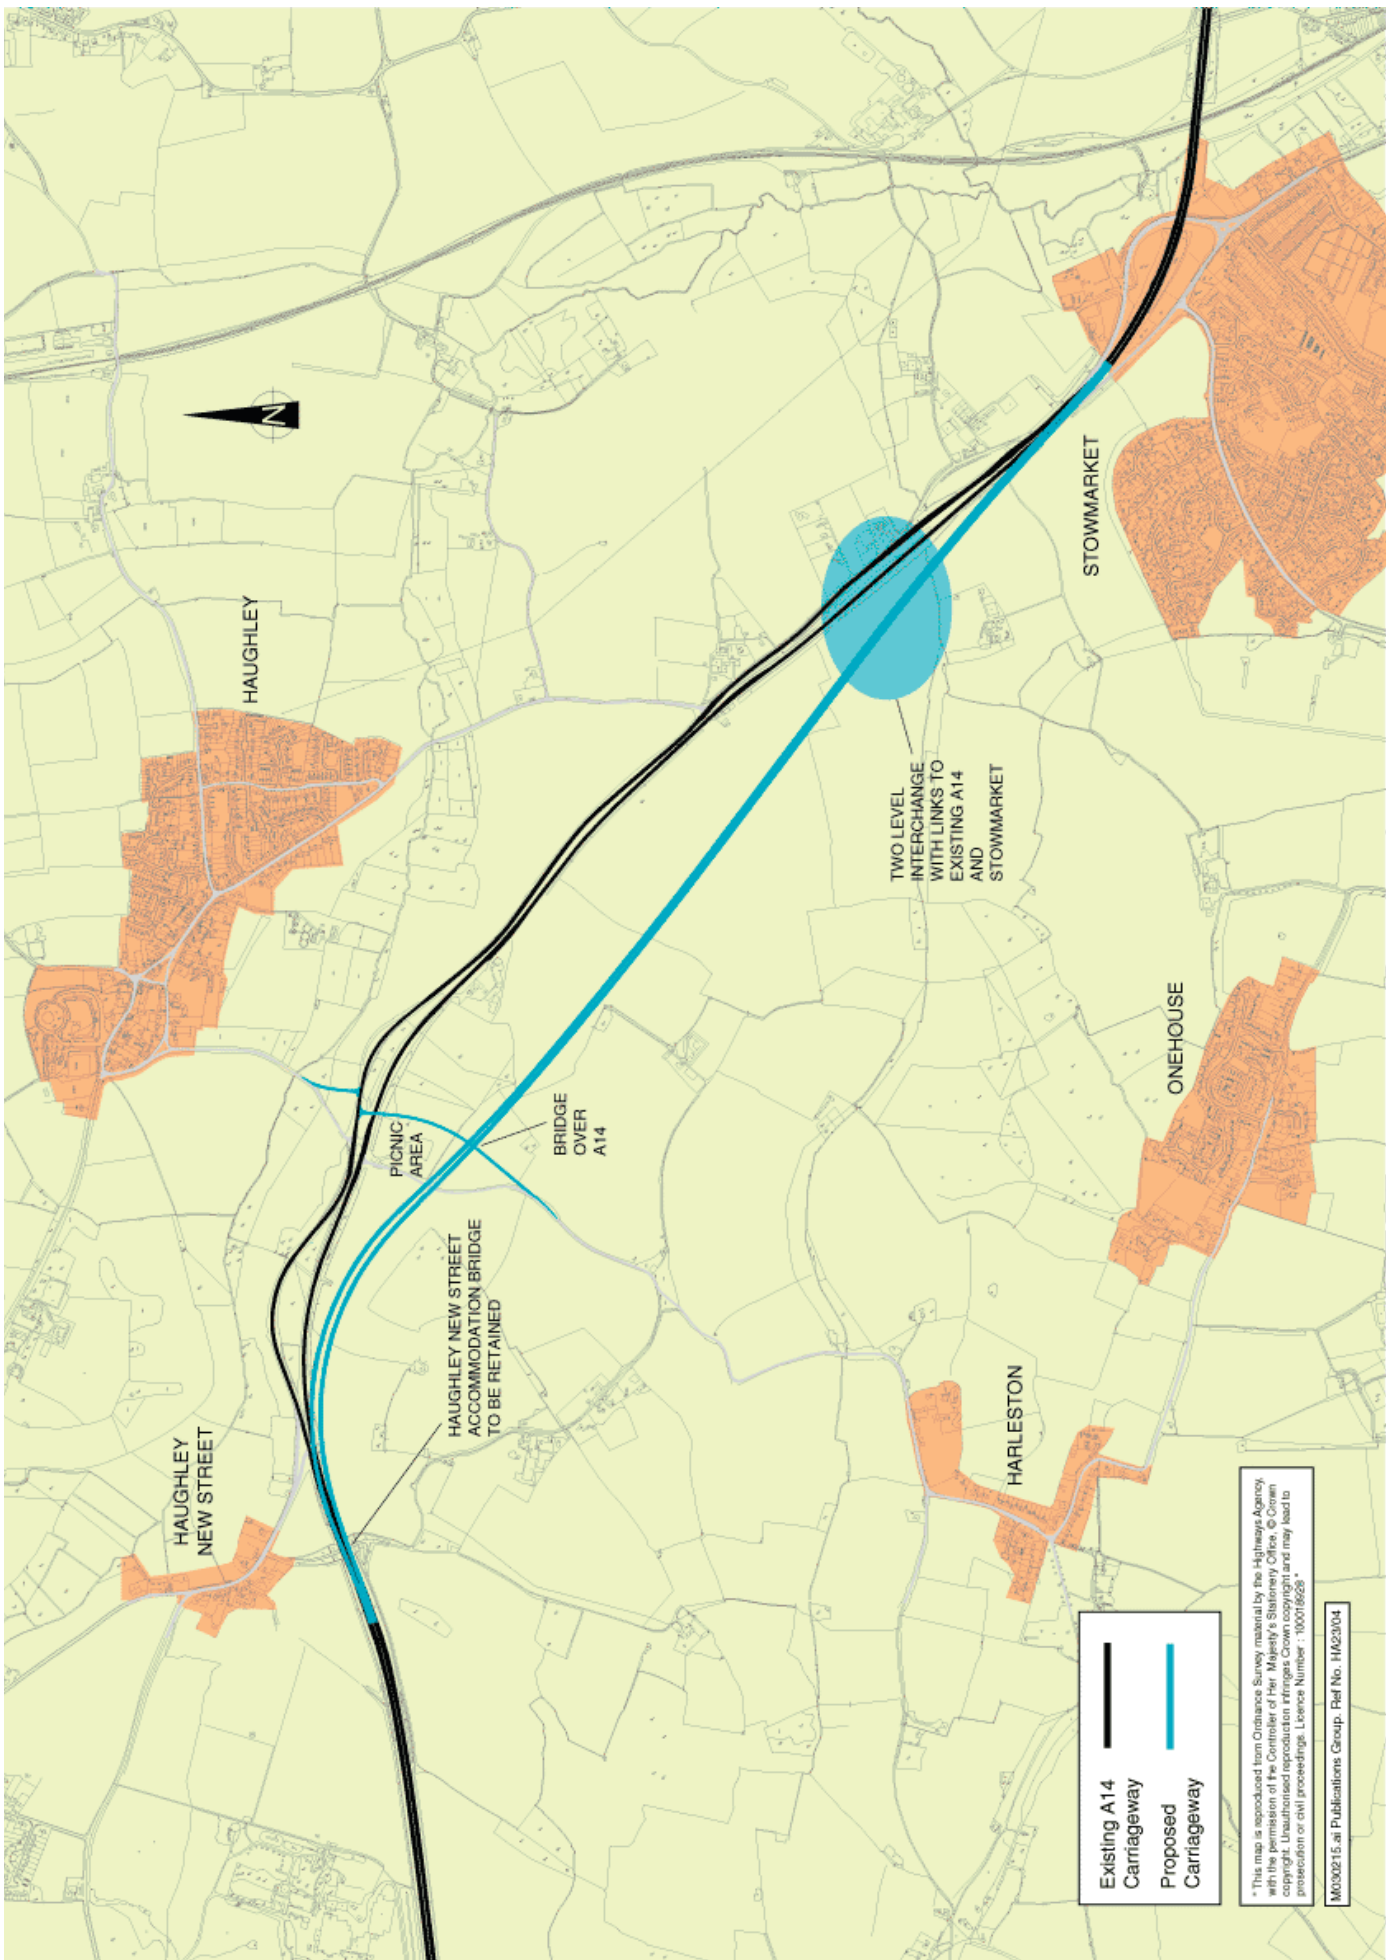 HAUGHLEY
NEW STREET
HAUGHLEY
N
PICNIC
AREA
HAUGHLEY NEW STREET
ACCOMMODATION BRIDGE
TO BE RETAINED
BRIDGE
OVER
A14
TWO LEVEL
INTERCHANGE
WITH LINKS TO
EXISTING A14
AND
STOWMARKET
STOWMARKET
HARLESTON
ONEHOUSE
Existing A14
Carriageway
Proposed
Carriageway
" This map is reproduced from Ordnance Survey material by the Highways Agency,
with the permission of the Controller of Her Majesty's Stationery Office, © Crown
copyright. Unauthorised reproduction infringes Crown copyright and may lead to
prosecution or civil proceedings. Licence Number : 100018928 "
M030215.ai Publications Group. Ref No. HA23/04